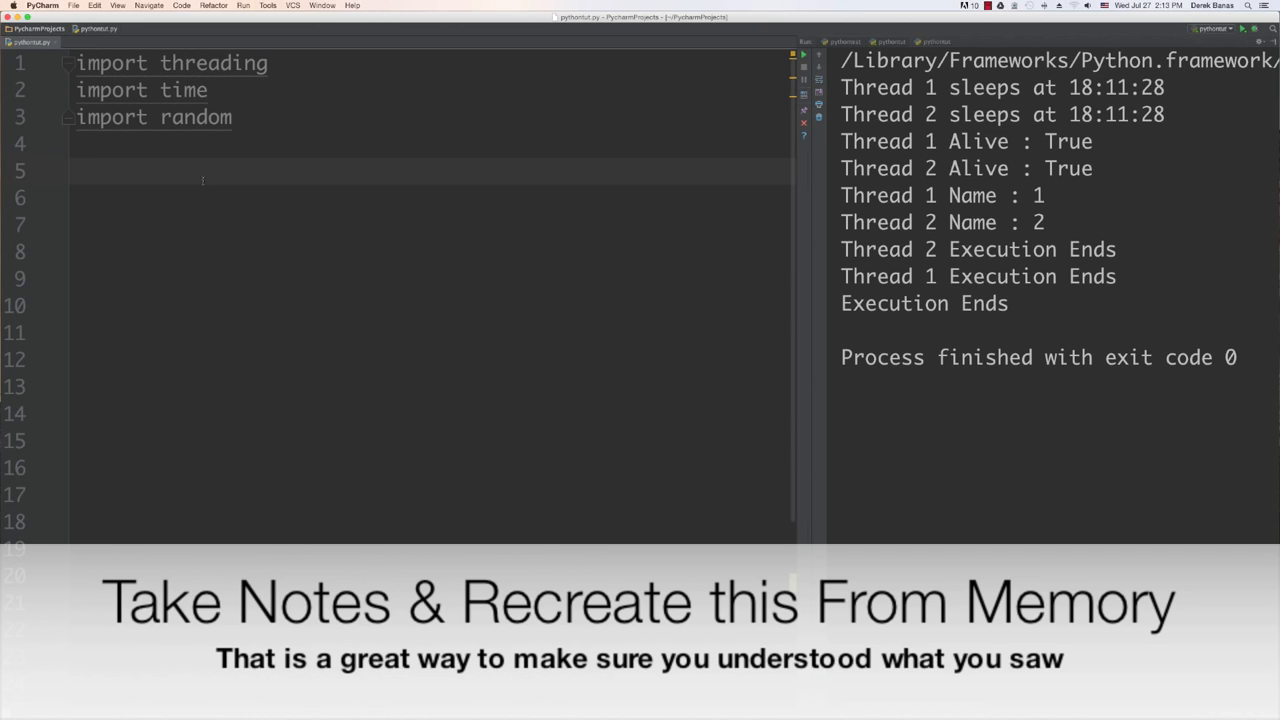 PyCharm File Edit View Navigate Code Refactor Run Tools VCS Window Help
10
Wed Jul 27 2:13 PM Derek Banas
pythontut.py - PycharmProjects - [~/PycharmProjects]
PycharmProjects pythontut.py
pythontut
pythontut.py
Run: pythontut pythontut pythontut
1 import threading
2 import time
3 import random
4
5
6
7
8
9
10
11
12
13
14
15
16
17
18
19
20
21
/Library/Frameworks/Python.framework/
Thread 1 sleeps at 18:11:28
Thread 2 sleeps at 18:11:28
Thread 1 Alive : True
Thread 2 Alive : True
Thread 1 Name : 1
Thread 2 Name : 2
Thread 2 Execution Ends
Thread 1 Execution Ends
Execution Ends
Process finished with exit code 0
Take Notes & Recreate this From Memory
That is a great way to make sure you understood what you saw